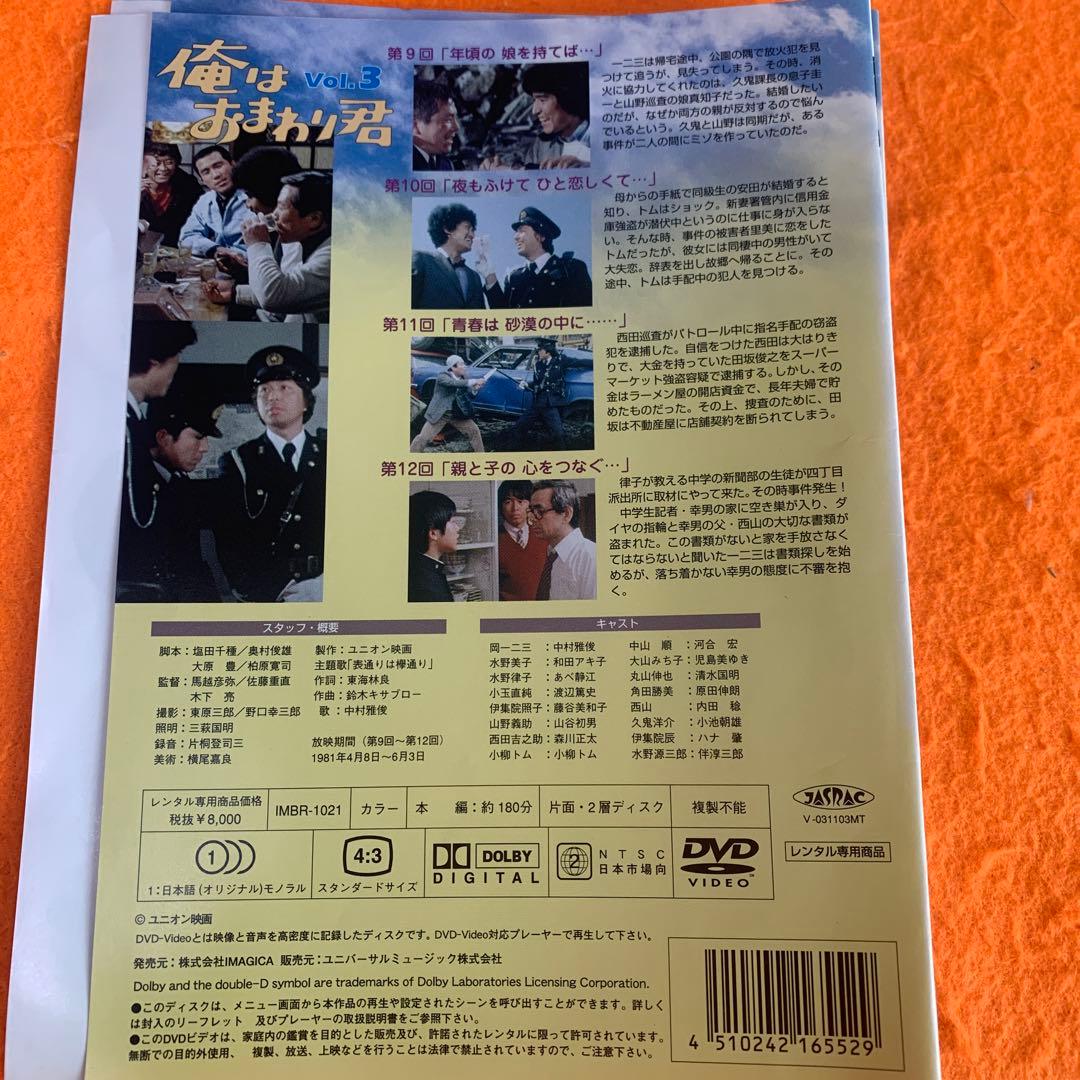 俺は
おまわり君
Vol.3
第9回「年頃の 娘を持てば…」
一二三は帰宅途中、公園の隅で放火犯を見
つけて追うが、見失ってしまう。その時、消
火に協力してくれたのは、久鬼課長の息子圭
一と山野巡査の娘真知子だった。結婚したい
のだが、なぜか両方の親が反対するので悩ん
でいるという。久鬼と山野は同期だが、ある
事件が二人の間にミゾを作っていたのだ。
第10回「夜もふけて ひと恋しくて…」
母からの手紙で同級生の安田が結婚すると
知り、トムはショック。新妻署管内に信用金
庫強盗が潜伏中というのに仕事に身が入らな
い。そんな時、事件の被害者里美に恋をした
トムだったが、彼女には同棲中の男性がいて
大失恋。辞表を出し故郷へ帰ることに。その
途中、トムは手配中の犯人を見つける。
第11回「青春は 砂漠の中に……」
西田巡査がパトロール中に指名手配の窃盗
犯を逮捕した。自信をつけた西田は大はりき
りで、大金を持っていた田坂俊之をスーパー
マーケット強盗容疑で逮捕する。しかし、その
金はラーメン屋の開店資金で、長年夫婦で貯
めたものだった。その上、捜査のために、田
坂は不動産屋に店舗契約を断られてしまう。
第12回「親と子の 心をつなぐ…」
律子が教える中学の新聞部の生徒が四丁目
派出所に取材にやって来た。その時事件発生！
中学生記者・幸男の家に空き巣が入り、ダ
イヤの指輪と幸男の父・西山の大切な書類が
盗まれた。この書類がないと家を手放さなく
てはならないと聞いた一二三は書類探しを始
めるが、落ち着かない幸男の態度に不審を抱
く。
スタッフ・概要
脚本：塩田千種／奥村俊雄
大原 豊／柏原寛司
監督：馬越彦弥／佐藤重直
木下 亮
撮影：東原三郎／野口幸三郎
照明：三萩国明
録音：片桐登司三
美術：横尾嘉良
製作：ユニオン映画
主題歌「表通りは欅通り」
作詞：東海林良
作曲：鈴木キサブロー
歌：中村雅俊
放映期間（第9回〜第12回）
1981年4月8日〜6月3日
キャスト
岡一二三：中村雅俊
水野美子：和田アキ子
水野律子：あべ静江
小玉直純：渡辺篤史
伊集院照子：藤谷美和子
山野義助：山谷初男
西田吉之助：森川正太
小柳トム：小柳トム
中山 順：河合 宏
大山みち子：児島美ゆき
丸山伸也：清水国明
角田勝美：原田伸朗
西山：内田 稔
久鬼洋介：小池朝雄
伊集院辰：ハナ 肇
水野源三郎：伴淳三郎
レンタル専用商品価格
税抜￥8,000
IMBR-1021
カラー
本 編：約180分
片面・2層ディスク
複製不能
JASRAC
V-031103MT
1
1：日本語（オリジナル）モノラル
4:3
スタンダードサイズ
DOLBY
DIGITAL
2
NTSC
日本市場向
DVD
VIDEO
レンタル専用商品
© ユニオン映画
DVD-Videoとは映像と音声を高密度に記録したディスクです。DVD-Video対応プレーヤーで再生して下さい。
発売元：株式会社IMAGICA 販売元：ユニバーサルミュージック株式会社
Dolby and the double-D symbol are trademarks of Dolby Laboratories Licensing Corporation.
●このディスクは、メニュー画面から本作品の再生や設定されたシーンを呼び出すことができます。詳しく
は封入のリーフレット 及びプレーヤーの取扱説明書をご参照下さい。
●このDVDビデオは、家庭内の鑑賞を目的とした販売及び、許諾されたレンタルに限って許可されています。
無断での目的外使用、複製、放送、上映などを行うことは法律で禁止されていますので、ご注意下さい。
4 510242 165529